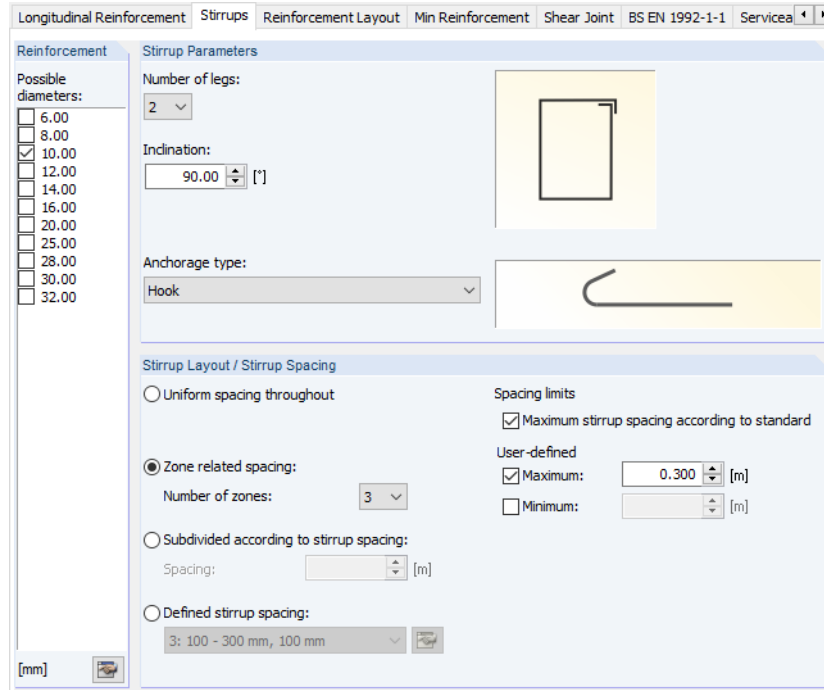 Longitudinal Reinforcement Stirrups Reinforcement Layout Min Reinforcement Shear Joint BS EN 1992-1-1 Servicea
Reinforcement
Possible
diameters:
6.00
8.00
10.00
12.00
14.00
16.00
20.00
25.00
28.00
30.00
32.00
[mm]
Stirrup Parameters
Number of legs:
2
Inclination:
90.00 [°]
Anchorage type:
Hook
Stirrup Layout / Stirrup Spacing
Uniform spacing throughout
Zone related spacing:
Number of zones: 3
Subdivided according to stirrup spacing:
Spacing: [m]
Defined stirrup spacing:
3: 100 - 300 mm, 100 mm
Spacing limits
Maximum stirrup spacing according to standard
User-defined
Maximum: 0.300 [m]
Minimum: [m]